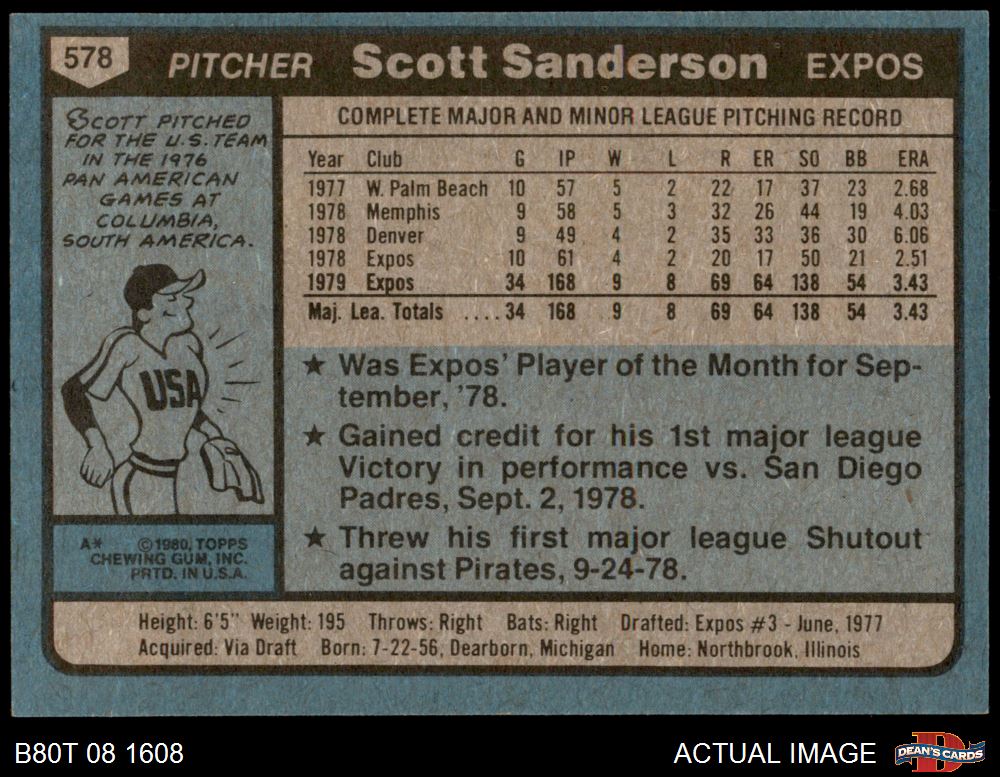 578 PITCHER Scott Sanderson EXPOS
SCOTT PITCHED
FOR THE U.S. TEAM
IN THE 1976
PAN AMERICAN
GAMES AT
COLUMBIA,
SOUTH AMERICA.
USA
A* ©1980, TOPPS
CHEWING GUM, INC.
PRTD. IN U.S.A.
COMPLETE MAJOR AND MINOR LEAGUE PITCHING RECORD
Year Club G IP W L R ER SO BB ERA
1977 W. Palm Beach 10 57 5 2 22 17 37 23 2.68
1978 Memphis 9 58 5 3 32 26 44 19 4.03
1978 Denver 9 49 4 2 35 33 36 30 6.06
1978 Expos 10 61 4 2 20 17 50 21 2.51
1979 Expos 34 168 9 8 69 64 138 54 3.43
Maj. Lea. Totals ....34 168 9 8 69 64 138 54 3.43
★ Was Expos' Player of the Month for Sep-
tember, '78.
★ Gained credit for his 1st major league
Victory in performance vs. San Diego
Padres, Sept. 2, 1978.
★ Threw his first major league Shutout
against Pirates, 9-24-78.
Height: 6'5" Weight: 195 Throws: Right Bats: Right Drafted: Expos #3 - June, 1977
Acquired: Via Draft Born: 7-22-56, Dearborn, Michigan Home: Northbrook, Illinois
B80T 08 1608 ACTUAL IMAGE D DEAN'S CARDS